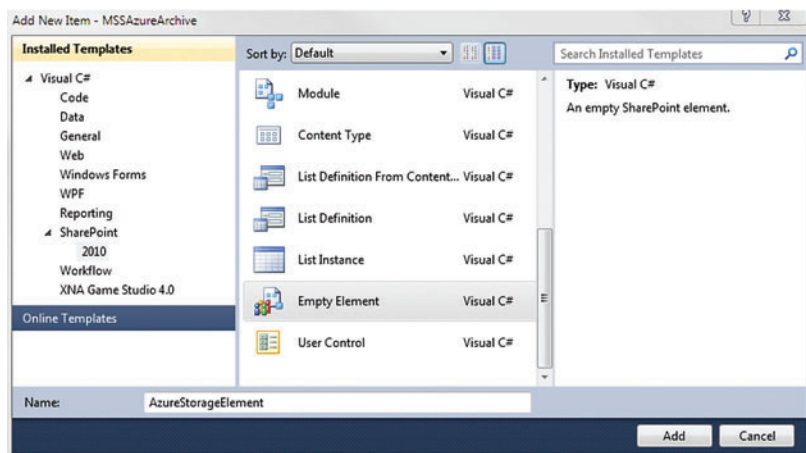 Add New Item - MSSAzureArchive
Installed Templates
Visual C#
Code
Data
General
Web
Windows Forms
WPF
Reporting
SharePoint
2010
Workflow
XNA Game Studio 4.0
Online Templates
Sort by: Default
Module Visual C#
Content Type Visual C#
List Definition From Content... Visual C#
List Definition Visual C#
List Instance Visual C#
Empty Element Visual C#
User Control Visual C#
Search Installed Templates
Type: Visual C#
An empty SharePoint element.
Name: AzureStorageElement
Add Cancel